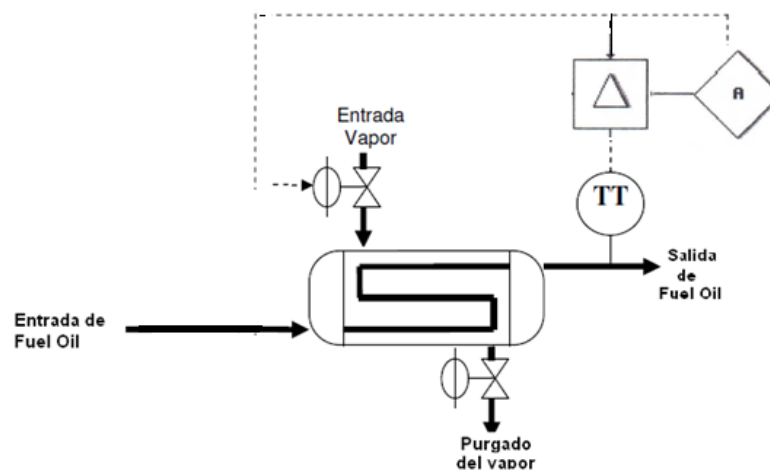 Entrada
Vapor
A
TT
Salida
de
Fuel Oil
Entrada de
Fuel Oil
Purgado
del vapor